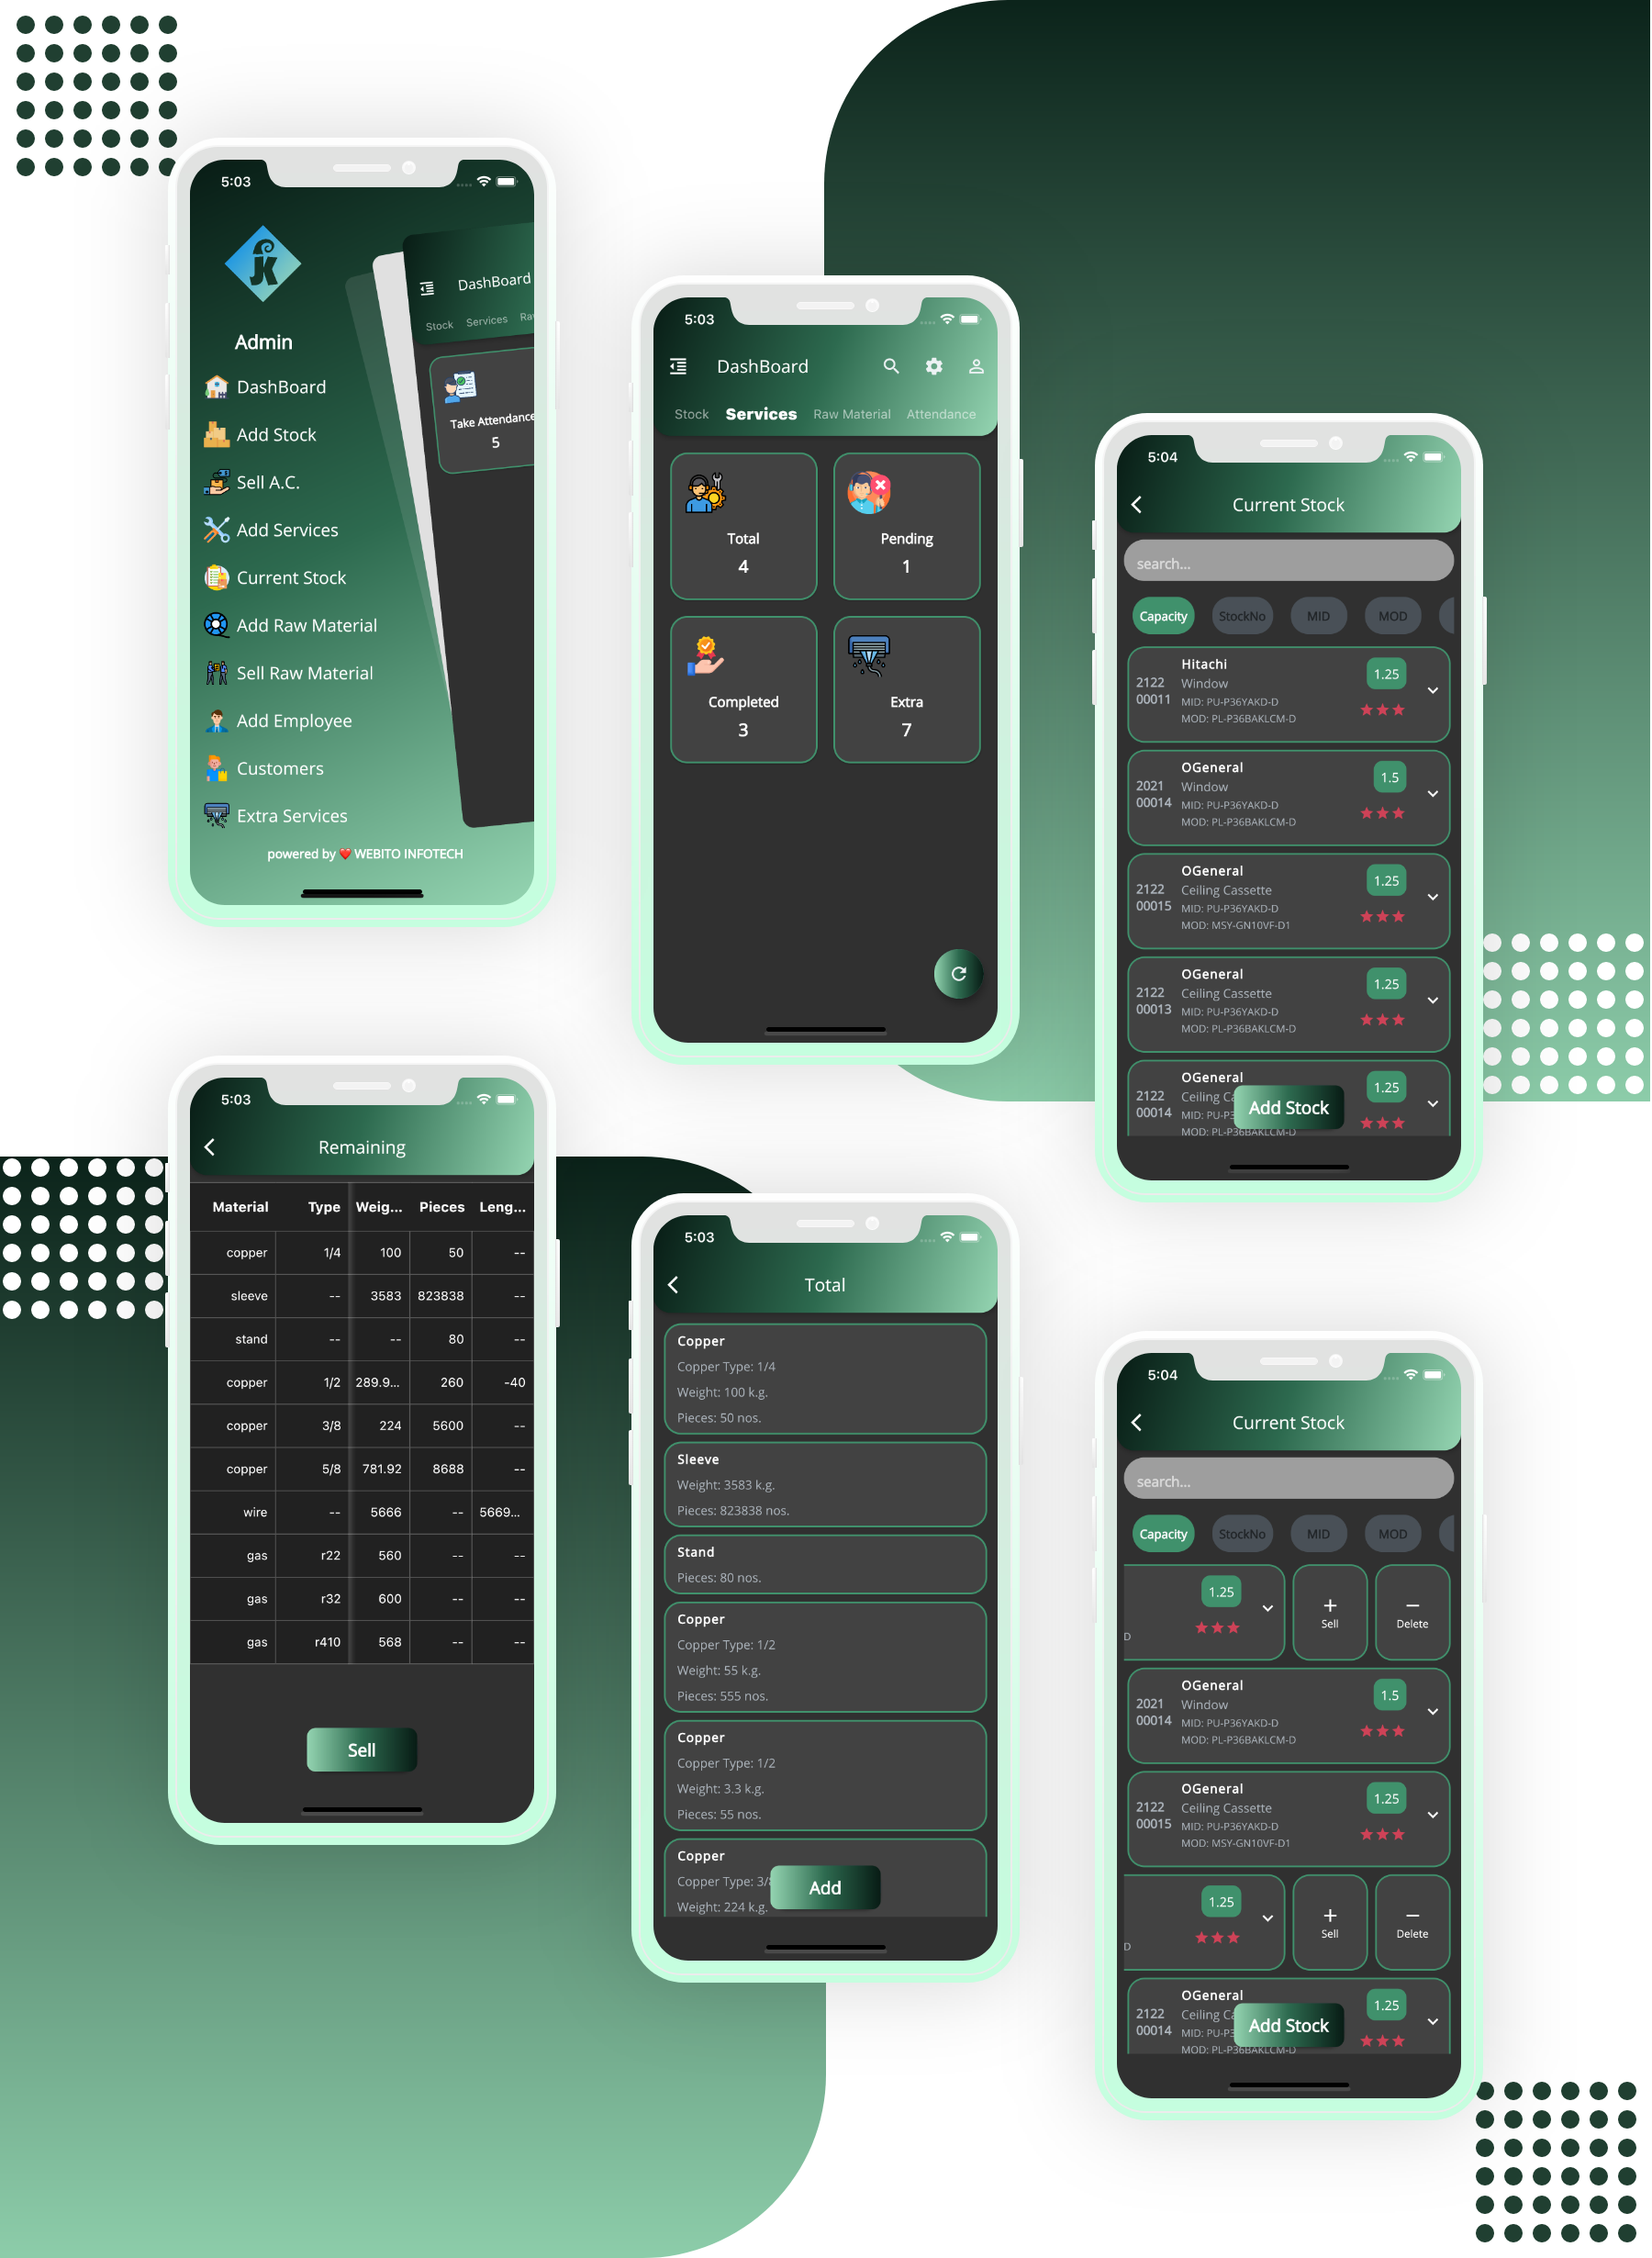 5:03
JK
Admin
DashBoard
Add Stock
Sell A.C.
Add Services
Current Stock
Add Raw Material
Sell Raw Material
Add Employee
Customers
Extra Services
powered by ❤️ WEBITO INFOTECH
DashBoard
Stock Services
Take Attendance
5
5:03
DashBoard
Stock Services Raw Material Attendance
Total
4
Pending
1
Completed
3
Extra
7
5:04
Current Stock
search...
Capacity StockNo MID MOD
Hitachi
2122
00011
Window
MID: PU-P36YAKD-D
MOD: PL-P36BAKLCM-D
1.25
OGeneral
2021
00014
Window
MID: PU-P36YAKD-D
MOD: PL-P36BAKLCM-D
1.5
OGeneral
2122
00015
Ceiling Cassette
MID: PU-P36YAKD-D
MOD: MSY-GN10VF-D1
1.25
OGeneral
2122
00013
Ceiling Cassette
MID: PU-P36YAKD-D
MOD: PL-P36BAKLCM-D
1.25
OGeneral
2122
00014
Ceiling
MID:
MOD: PL-P36BAKLCM-D
1.25
Add Stock
5:03
Remaining
Material Type Weig... Pieces Leng...
copper 1/4 100 50 --
sleeve -- 3583 823838 --
stand -- -- 80 --
copper 1/2 289.9... 260 -40
copper 3/8 224 5600 --
copper 5/8 781.92 8688 --
wire -- 5666 -- 5669...
gas r22 560 -- --
gas r32 600 -- --
gas r410 568 -- --
Sell
5:03
Total
Copper
Copper Type: 1/4
Weight: 100 k.g.
Pieces: 50 nos.
Sleeve
Weight: 3583 k.g.
Pieces: 823838 nos.
Stand
Pieces: 80 nos.
Copper
Copper Type: 1/2
Weight: 55 k.g.
Pieces: 555 nos.
Copper
Copper Type: 1/2
Weight: 3.3 k.g.
Pieces: 55 nos.
Copper
Copper Type: 3/8
Weight: 224 k.g.
Add
5:04
Current Stock
search...
Capacity StockNo MID MOD
D
1.25
+
Sell
−
Delete
OGeneral
2021
00014
Window
MID: PU-P36YAKD-D
MOD: PL-P36BAKLCM-D
1.5
OGeneral
2122
00015
Ceiling Cassette
MID: PU-P36YAKD-D
MOD: MSY-GN10VF-D1
1.25
D
1.25
+
Sell
−
Delete
OGeneral
2122
00014
Ceiling
MID:
MOD: PL-P36BAKLCM-D
1.25
Add Stock